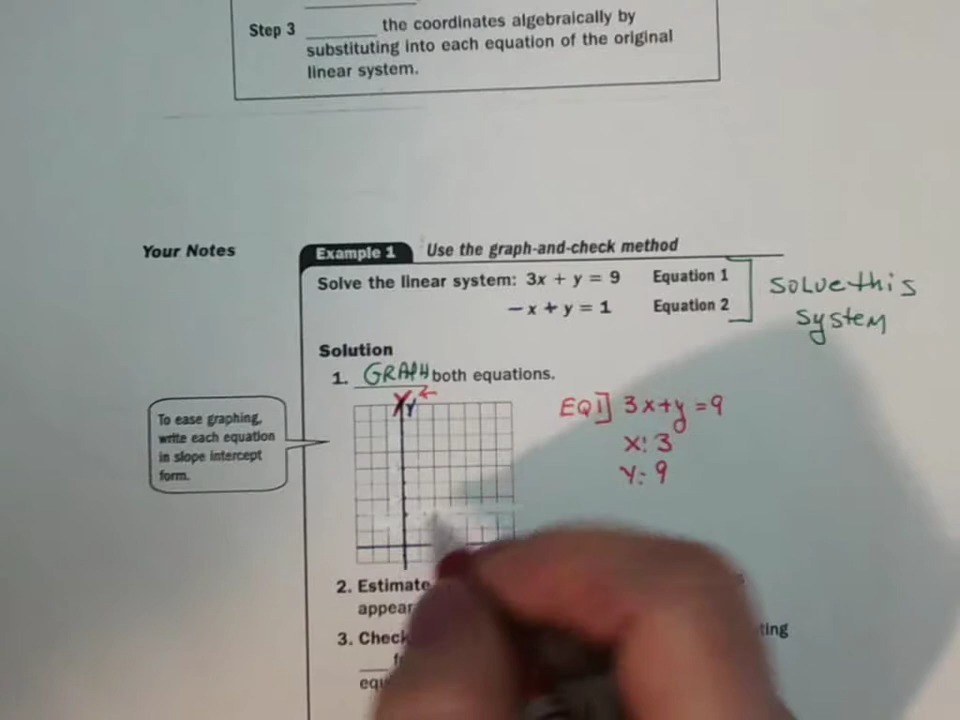 Step 3 ______ the coordinates algebraically by
substituting into each equation of the original
linear system.
Your Notes
Example 1 Use the graph-and-check method
Solve the linear system: 3x + y = 9 Equation 1
−x + y = 1 Equation 2
SOLVE this
system
Solution
1. GRAPH both equations.
To ease graphing,
write each equation
in slope intercept
form.
Y
EQ1] 3x+y=9
X: 3
Y: 9
2. Estimate
appear
3. Check
ting